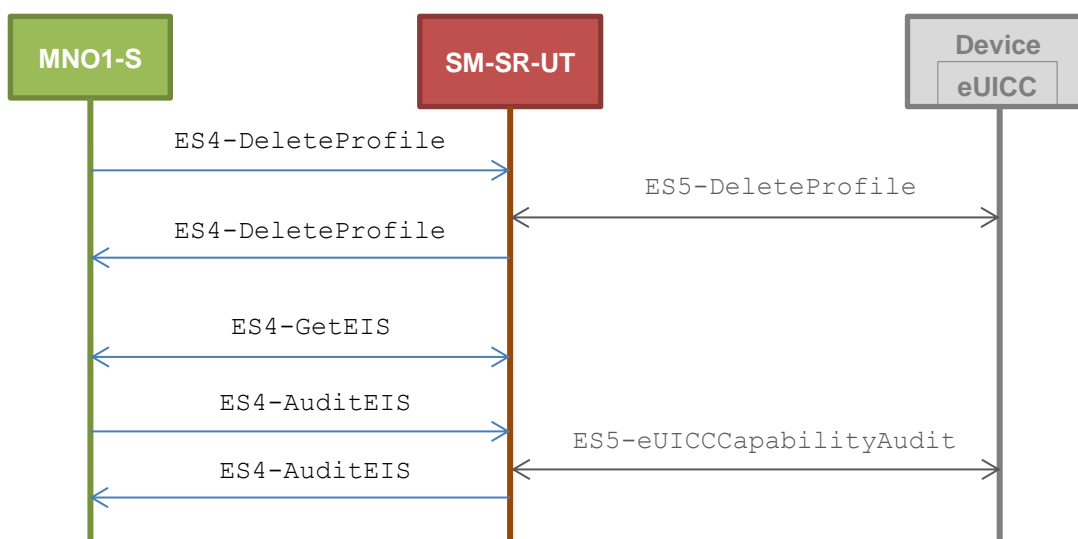 MNO1-S
SM-SR-UT
Device
eUICC
ES4-DeleteProfile
ES5-DeleteProfile
ES4-DeleteProfile
ES4-GetEIS
ES4-AuditEIS
ES5-eUICCCapabilityAudit
ES4-AuditEIS